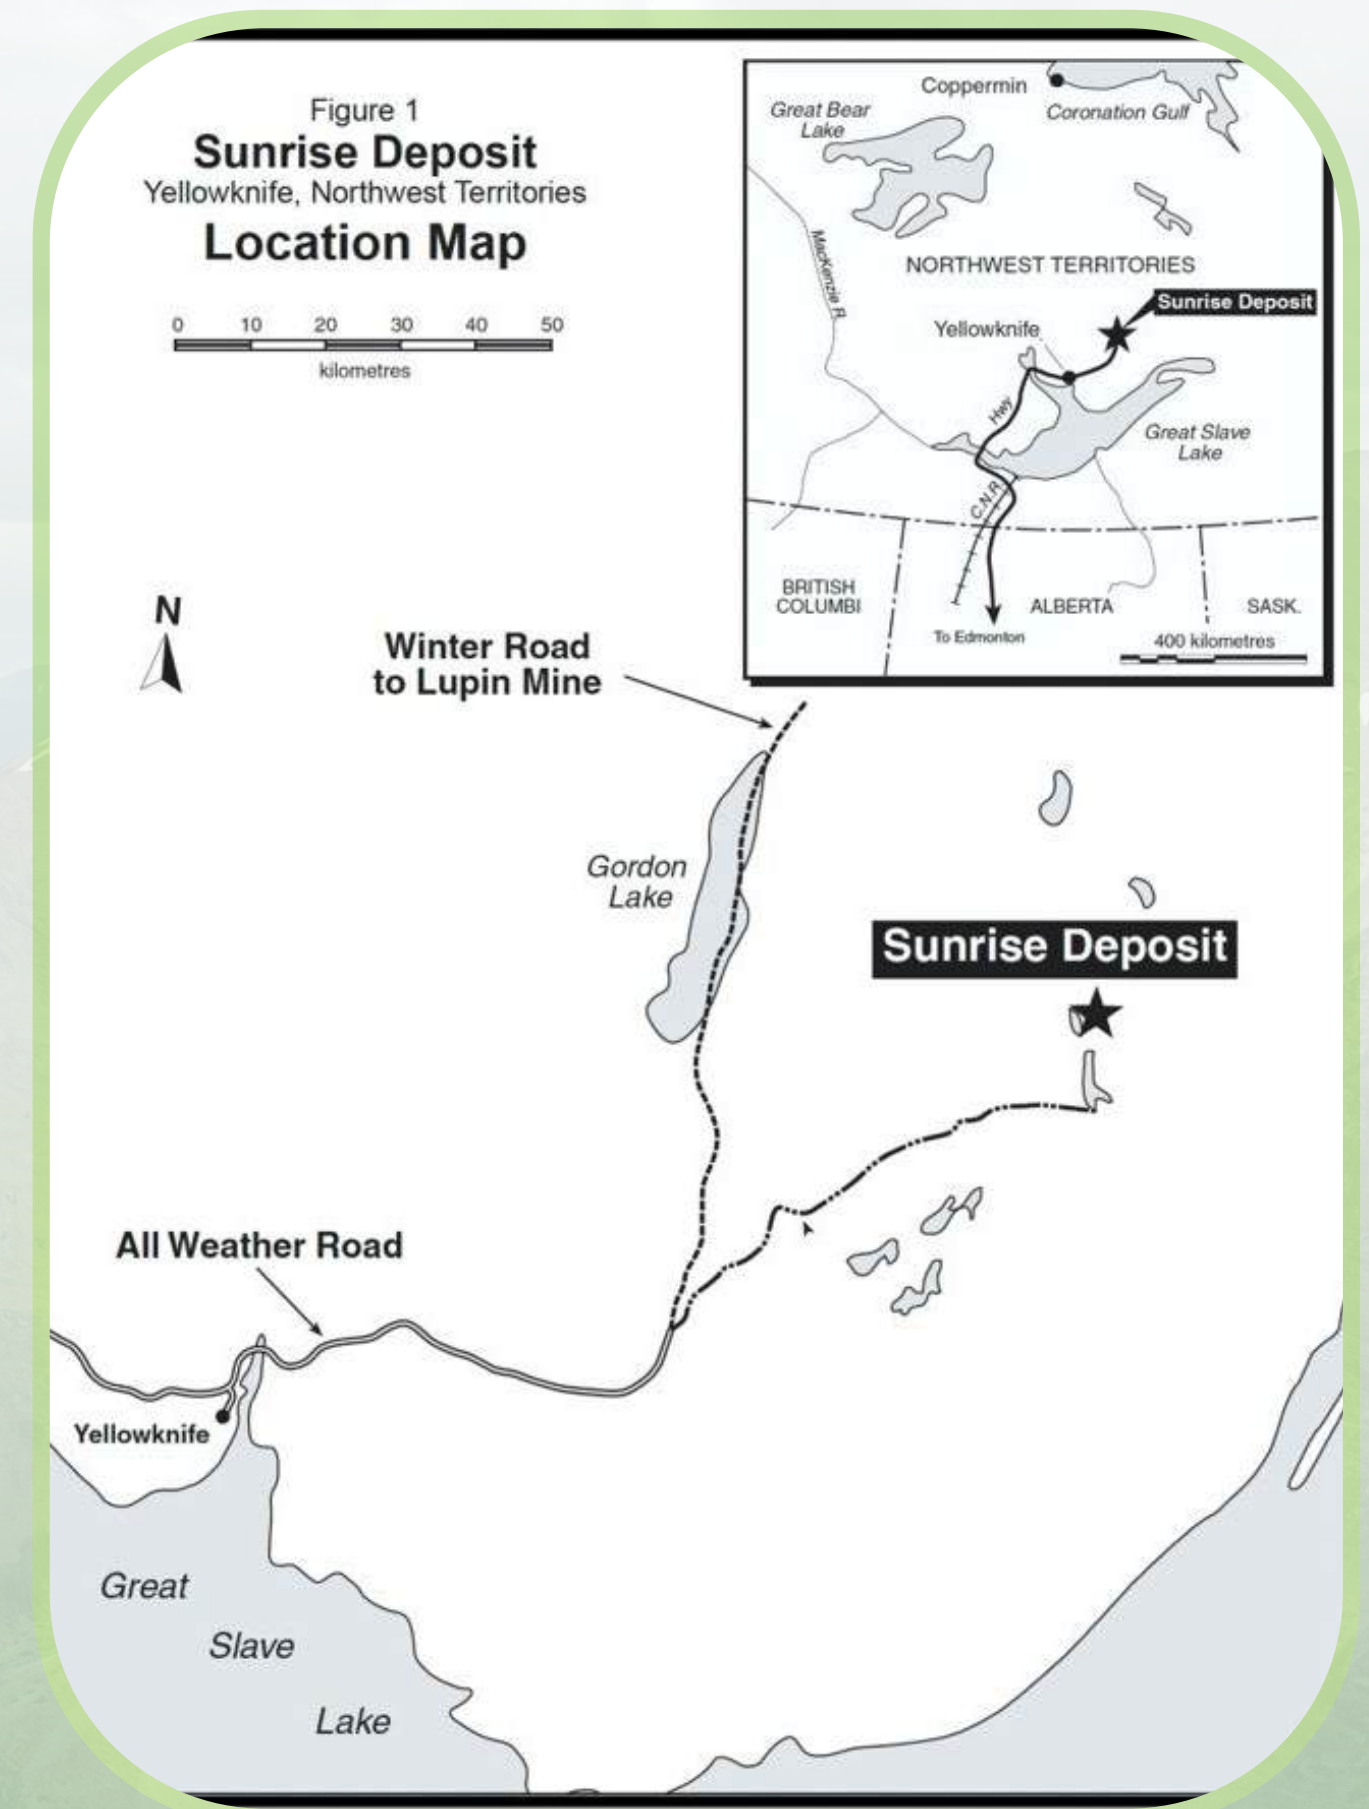 Figure 1
Sunrise Deposit
Yellowknife, Northwest Territories
Location Map
0 10 20 30 40 50
kilometres
Coppermin
Coronation Gulf
Great Bear
Lake
MacKenzie R.
NORTHWEST TERRITORIES
Sunrise Deposit
Yellowknife
Hwy
Great Slave
Lake
C.N.R.
BRITISH
COLUMBI
ALBERTA
SASK.
To Edmonton
400 kilometres
N
Winter Road
to Lupin Mine
Gordon
Lake
Sunrise Deposit
All Weather Road
Yellowknife
Great
Slave
Lake